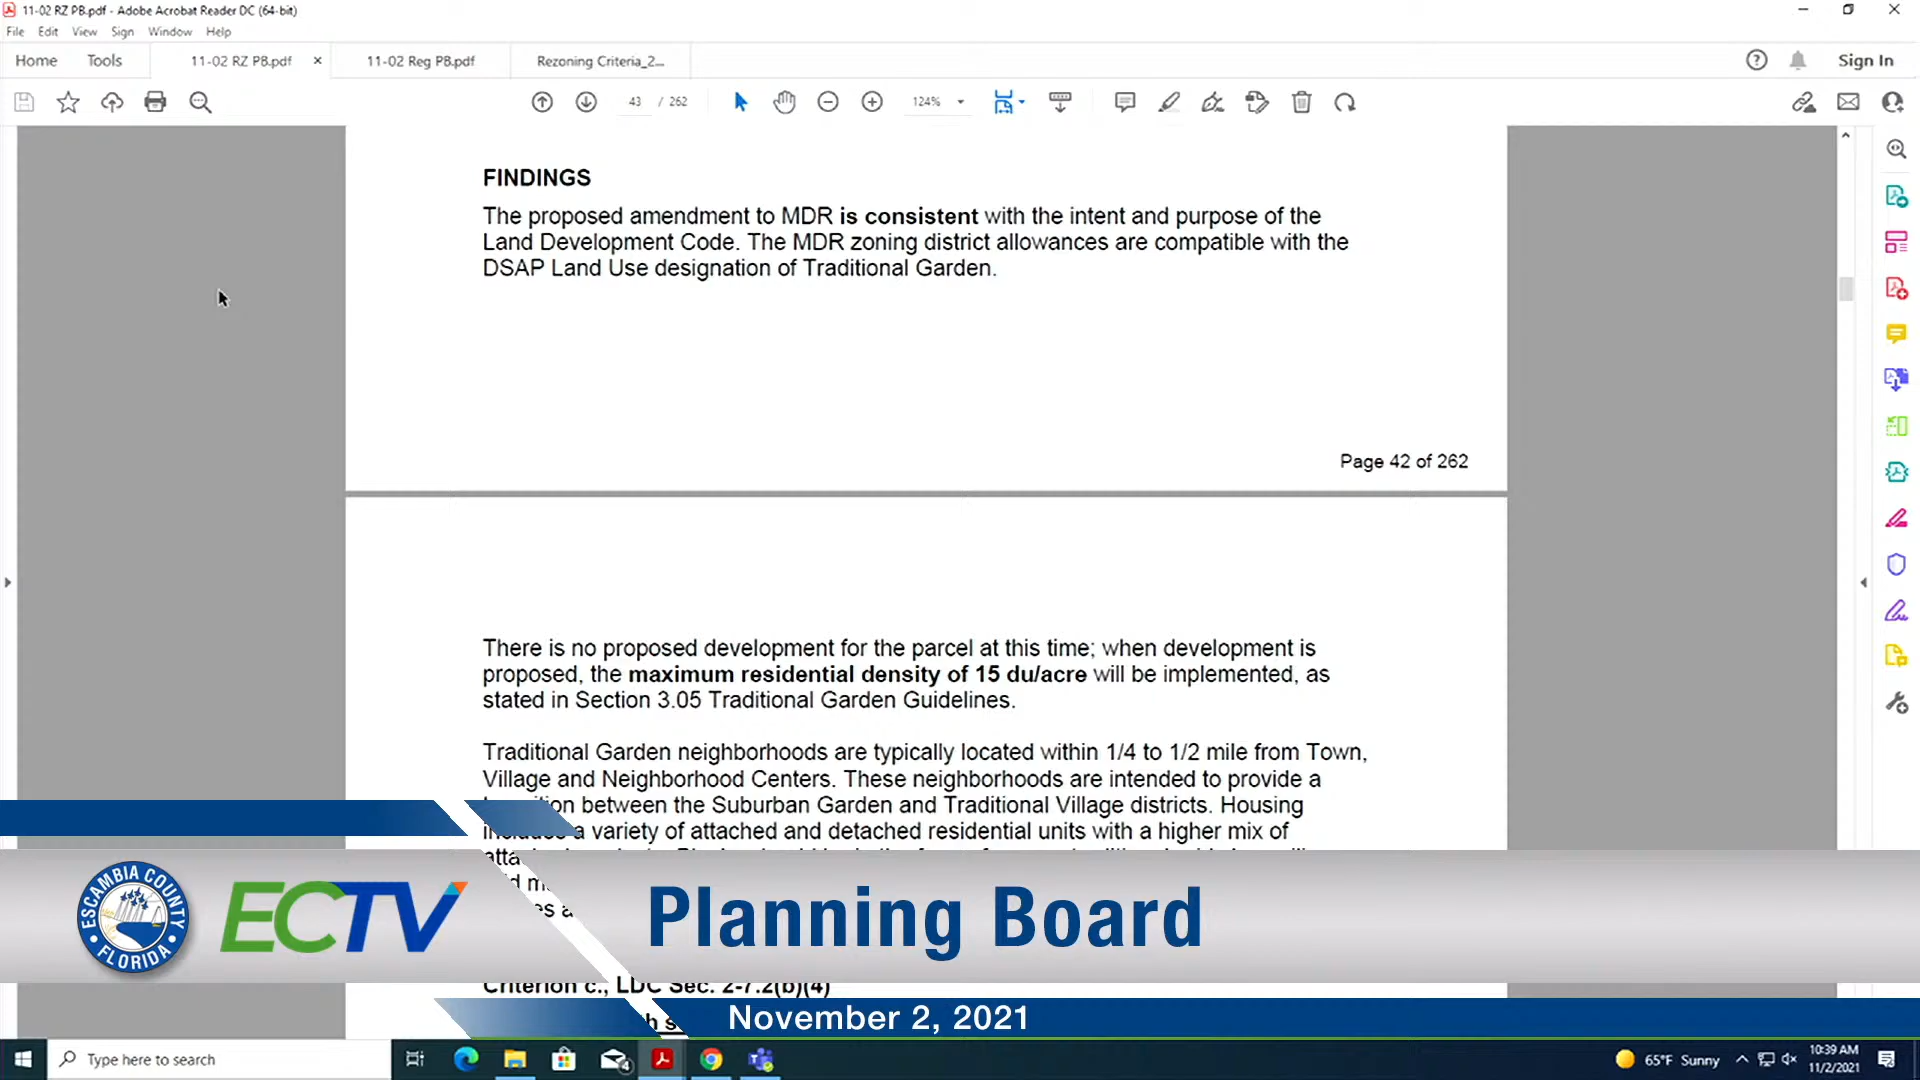 11-02 RZ PB.pdf - Adobe Acrobat Reader DC (64-bit)
File Edit View Sign Window Help
Home Tools 11-02 RZ PB.pdf × 11-02 Reg PB.pdf Rezoning Criteria_2... Sign In
43 / 262 124%
FINDINGS
The proposed amendment to MDR is consistent with the intent and purpose of the
Land Development Code. The MDR zoning district allowances are compatible with the
DSAP Land Use designation of Traditional Garden.
Page 42 of 262
There is no proposed development for the parcel at this time; when development is
proposed, the maximum residential density of 15 du/acre will be implemented, as
stated in Section 3.05 Traditional Garden Guidelines.
Traditional Garden neighborhoods are typically located within 1/4 to 1/2 mile from Town,
Village and Neighborhood Centers. These neighborhoods are intended to provide a
between the Suburban Garden and Traditional Village districts. Housing
includes a variety of attached and detached residential units with a higher mix of
ESCAMBIA COUNTY
FLORIDA
ECTV
Planning Board
Criterion c., LDC Sec. 2-7.2(b)(4)
November 2, 2021
Type here to search
4
65°F Sunny
10:39 AM
11/2/2021